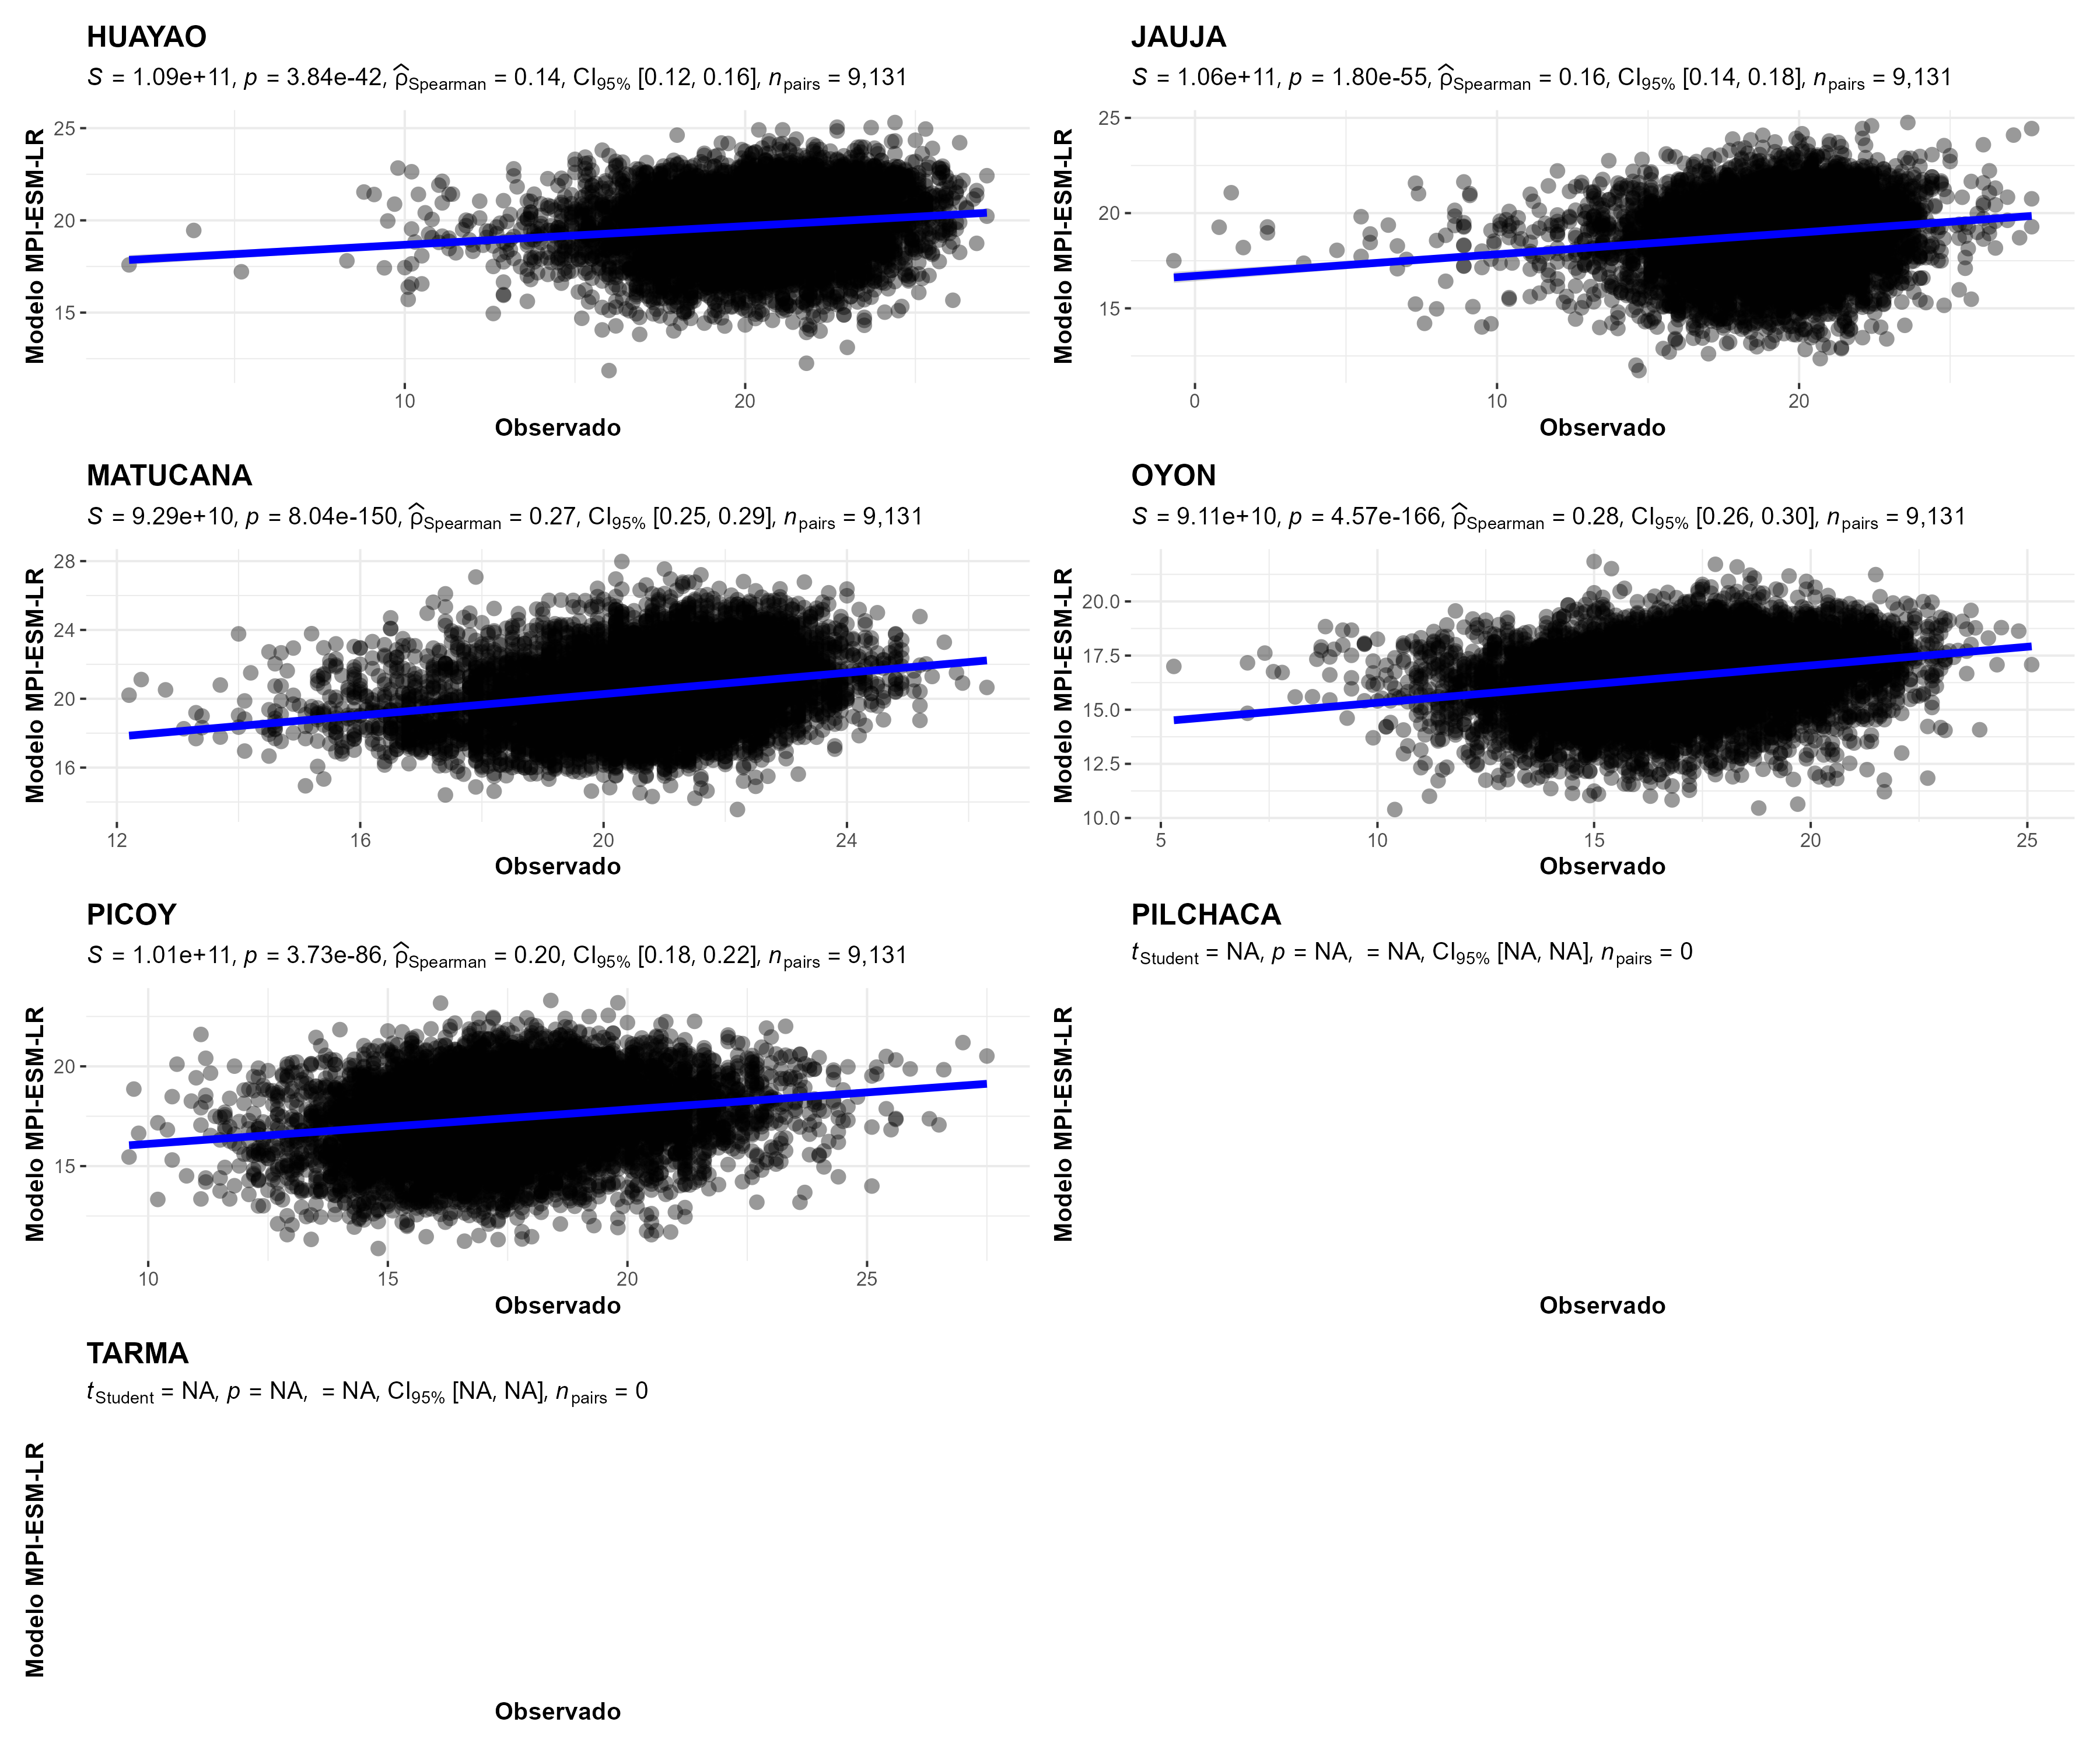 HUAYAO
S = 1.09e+11, p = 3.84e-42, ρ̂Spearman = 0.14, CI95% [0.12, 0.16], npairs = 9,131
Modelo MPI-ESM-LR
25
20
15
10 20
Observado
JAUJA
S = 1.06e+11, p = 1.80e-55, ρ̂Spearman = 0.16, CI95% [0.14, 0.18], npairs = 9,131
Modelo MPI-ESM-LR
25
20
15
0 10 20
Observado
MATUCANA
S = 9.29e+10, p = 8.04e-150, ρ̂Spearman = 0.27, CI95% [0.25, 0.29], npairs = 9,131
Modelo MPI-ESM-LR
28
24
20
16
12 16 20 24
Observado
OYON
S = 9.11e+10, p = 4.57e-166, ρ̂Spearman = 0.28, CI95% [0.26, 0.30], npairs = 9,131
Modelo MPI-ESM-LR
20.0
17.5
15.0
12.5
10.0
5 10 15 20 25
Observado
PICOY
S = 1.01e+11, p = 3.73e-86, ρ̂Spearman = 0.20, CI95% [0.18, 0.22], npairs = 9,131
Modelo MPI-ESM-LR
20
15
10 15 20 25
Observado
PILCHACA
tStudent = NA, p = NA, = NA, CI95% [NA, NA], npairs = 0
Modelo MPI-ESM-LR
Observado
TARMA
tStudent = NA, p = NA, = NA, CI95% [NA, NA], npairs = 0
Modelo MPI-ESM-LR
Observado